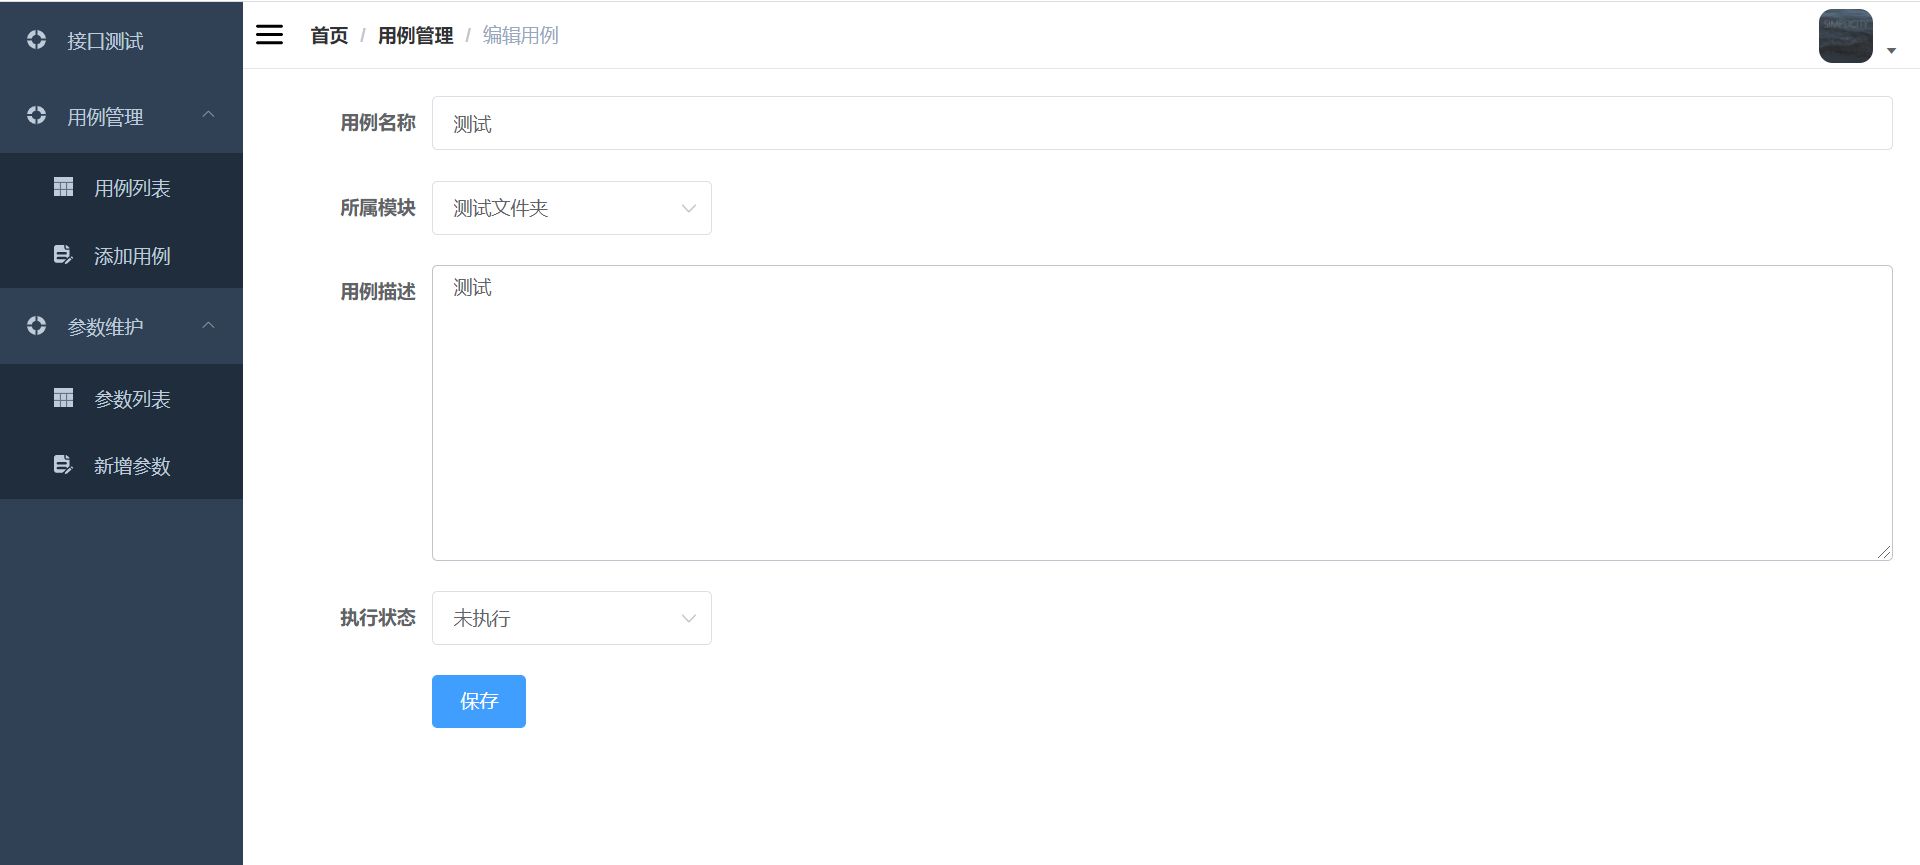 接口测试
用例管理
用例列表
添加用例
参数维护
参数列表
新增参数
首页 / 用例管理 / 编辑用例
用例名称 测试
所属模块 测试文件夹
用例描述 测试
执行状态 未执行
保存